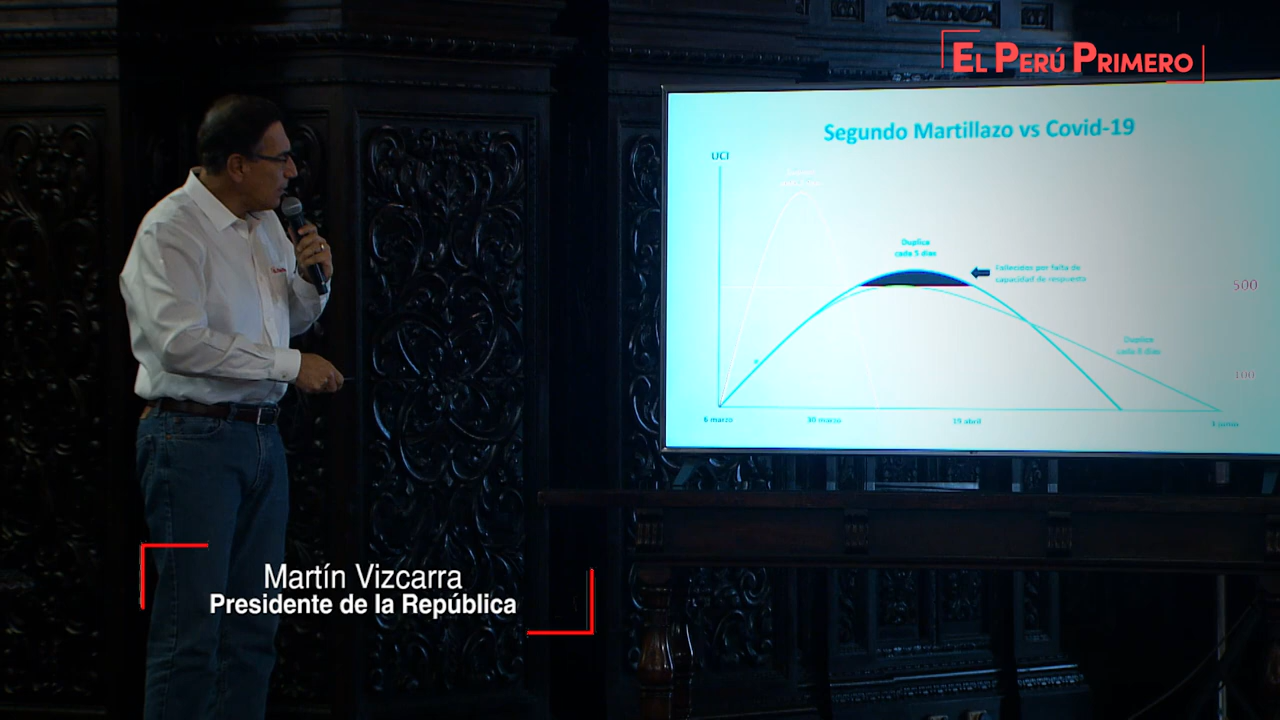 EL PERÚ PRIMERO
Segundo Martillazo vs Covid-19
UCI
Duplica
cada 5 días
Fallecidos por falta de
capacidad de respuesta
500
Duplica
cada 8 días
100
6 marzo
30 marzo
19 abril
Martín Vizcarra
Presidente de la República